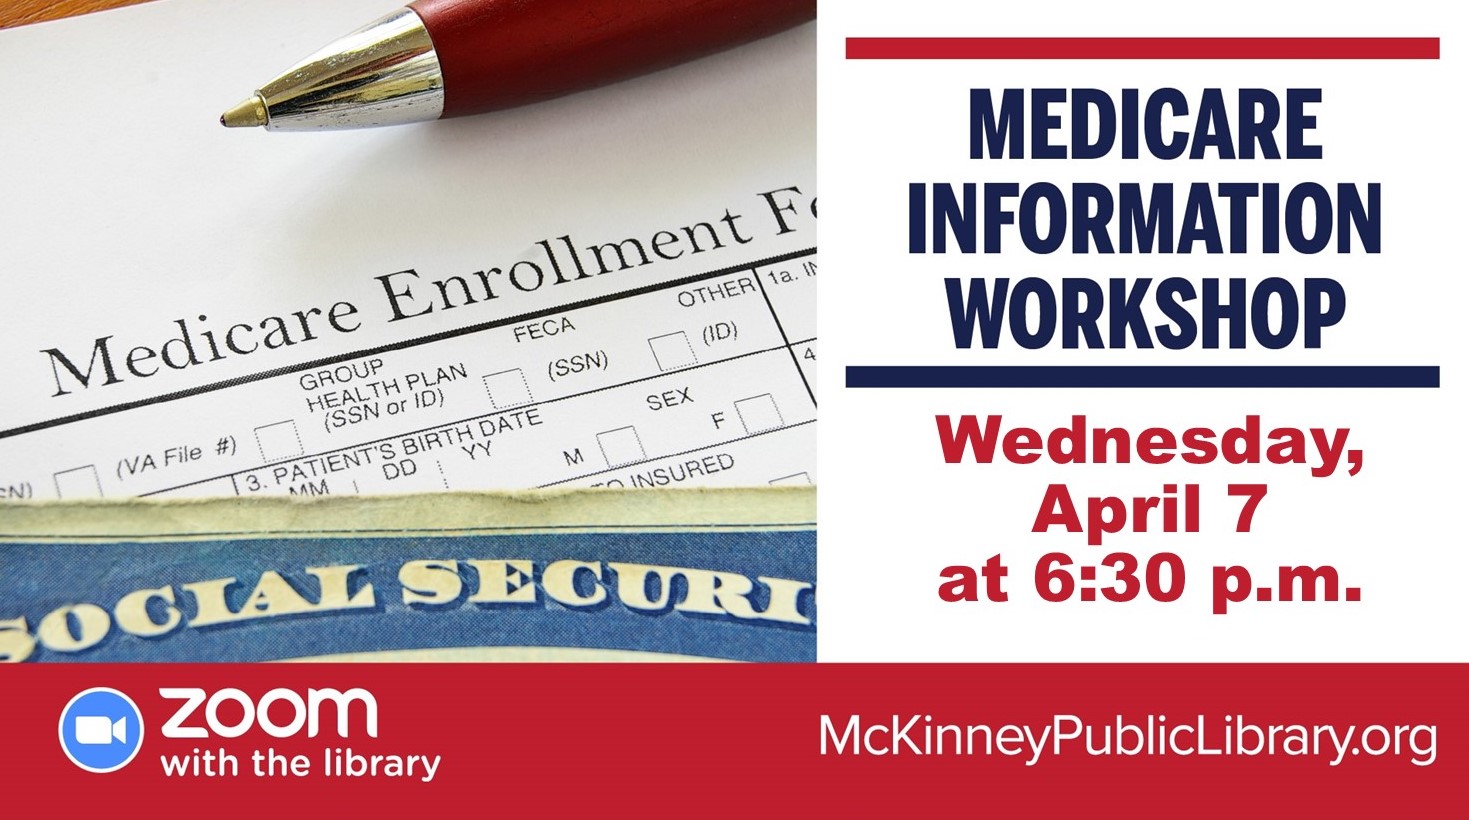 MEDICARE
INFORMATION
WORKSHOP
Wednesday,
April 7
at 6:30 p.m.
Medicare Enrollment
OTHER
1a.
FECA
(ID)
GROUP
HEALTH PLAN
(SSN)
(SSN or ID)
4
SEX
(VA File #)
F
3. PATIENT'S BIRTH DATE
M
MM DD YY
INSURED
SOCIAL
zoom
with the library
McKinneyPublicLibrary.org